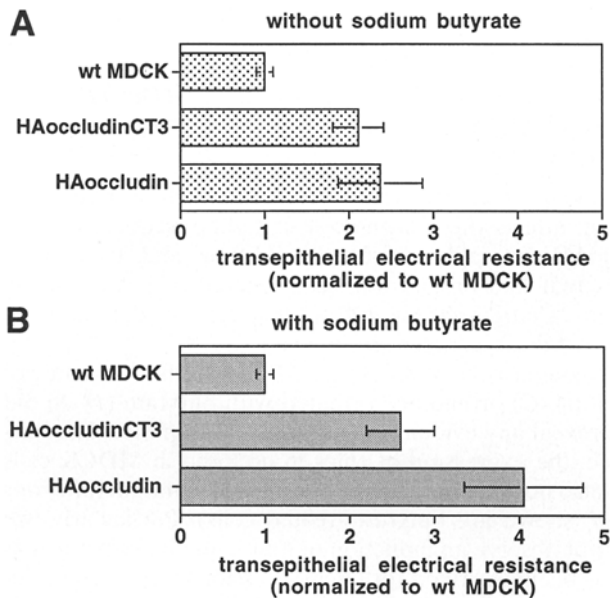 A
without sodium butyrate
wt MDCK
HAoccludinCT3
HAoccludin
0 1 2 3 4 5
transepithelial electrical resistance
(normalized to wt MDCK)
B
with sodium butyrate
wt MDCK
HAoccludinCT3
HAoccludin
0 1 2 3 4 5
transepithelial electrical resistance
(normalized to wt MDCK)